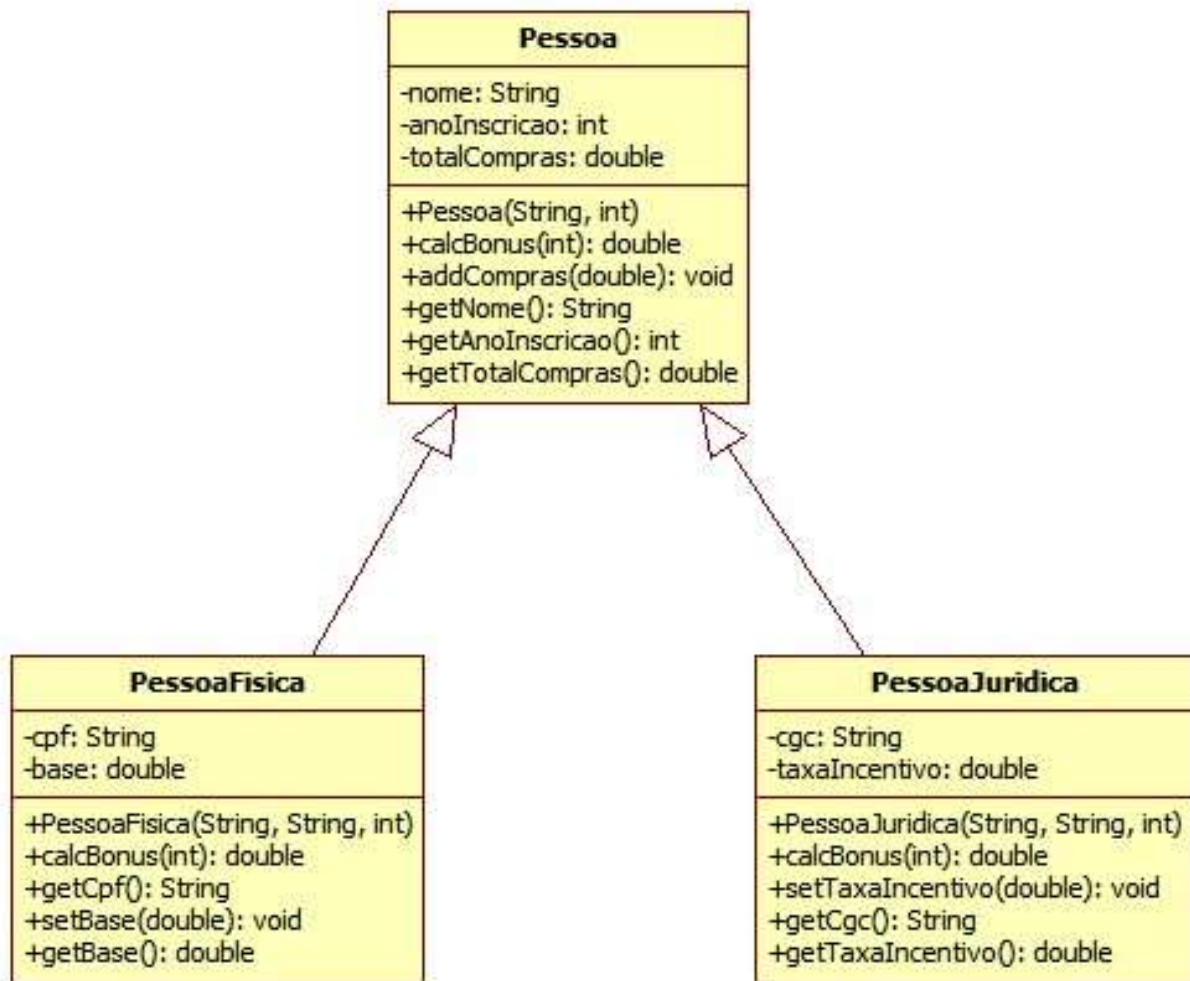 Pessoa
-nome: String
-anoInscricao: int
-totalCompras: double
+Pessoa(String, int)
+calcBonus(int): double
+addCompras(double): void
+getNome(): String
+getAnoInscricao(): int
+getTotalCompras(): double
PessoaFisica
-cpf: String
-base: double
+PessoaFisica(String, String, int)
+calcBonus(int): double
+getCpf(): String
+setBase(double): void
+getBase(): double
PessoaJuridica
-cgc: String
-taxaIncentivo: double
+PessoaJuridica(String, String, int)
+calcBonus(int): double
+setTaxaIncentivo(double): void
+getCgc(): String
+getTaxaIncentivo(): double